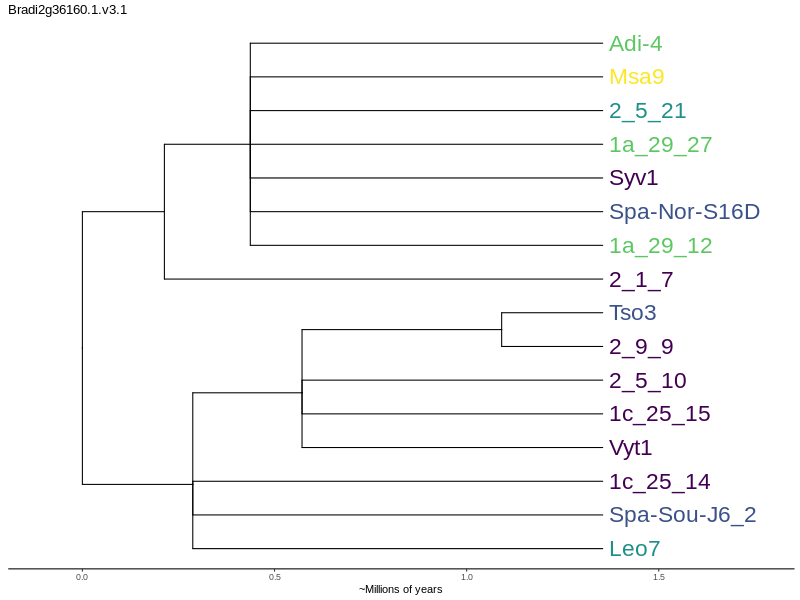 Bradi2g36160.1.v3.1
Adi-4
Msa9
2_5_21
1a_29_27
Syv1
Spa-Nor-S16D
1a_29_12
2_1_7
Tso3
2_9_9
2_5_10
1c_25_15
Vyt1
1c_25_14
Spa-Sou-J6_2
Leo7
0.0 0.5 1.0 1.5
~Millions of years